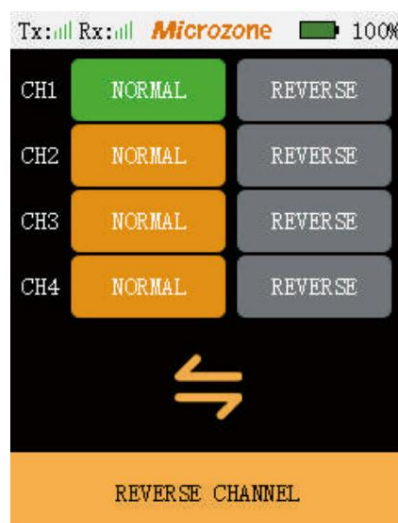 Tx: Rx: Microzone 100%
CH1 NORMAL REVERSE
CH2 NORMAL REVERSE
CH3 NORMAL REVERSE
CH4 NORMAL REVERSE
REVERSE CHANNEL